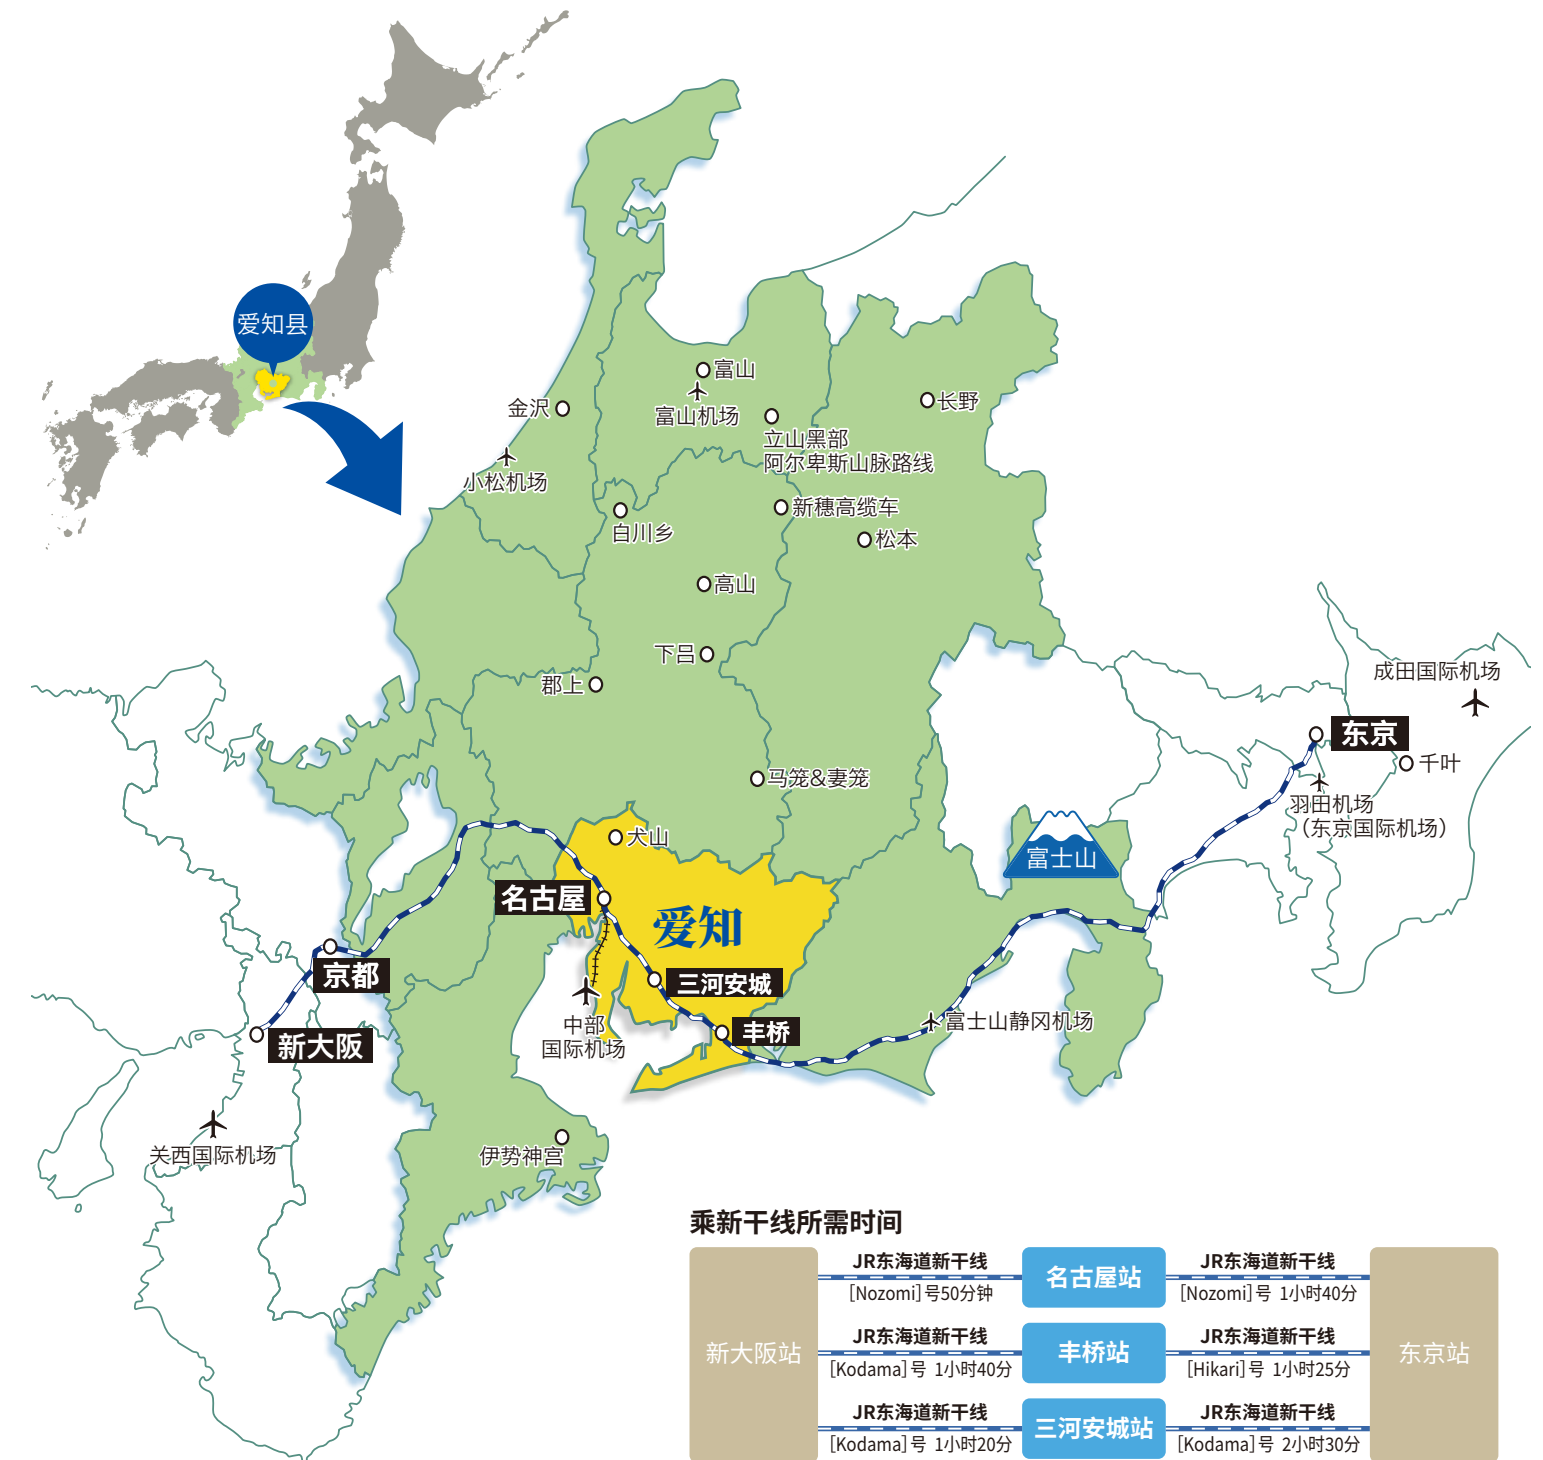 爱知县
富山
富山机场
金沢
小松机场
立山黑部
阿尔卑斯山脉路线
长野
白川乡
新穗高缆车
松本
高山
下吕
郡上
马笼&妻笼
成田国际机场
东京
千叶
羽田机场
（东京国际机场）
富士山
犬山
名古屋
爱知
京都
新大阪
三河安城
丰桥
中部
国际机场
富士山静冈机场
关西国际机场
伊势神宫
乘新干线所需时间
新大阪站
JR东海道新干线
[Nozomi]号50分钟
名古屋站
JR东海道新干线
[Nozomi]号 1小时40分
JR东海道新干线
[Kodama]号 1小时40分
丰桥站
JR东海道新干线
[Hikari]号 1小时25分
JR东海道新干线
[Kodama]号 1小时20分
三河安城站
JR东海道新干线
[Kodama]号 2小时30分
东京站